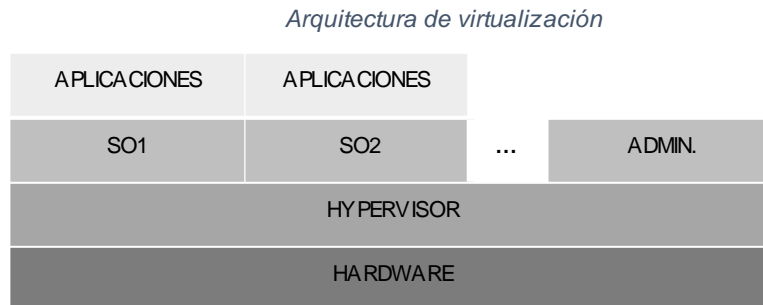 Arquitectura de virtualización
APLICACIONES APLICACIONES
SO1 SO2 ... ADMIN.
HYPERVISOR
HARDWARE